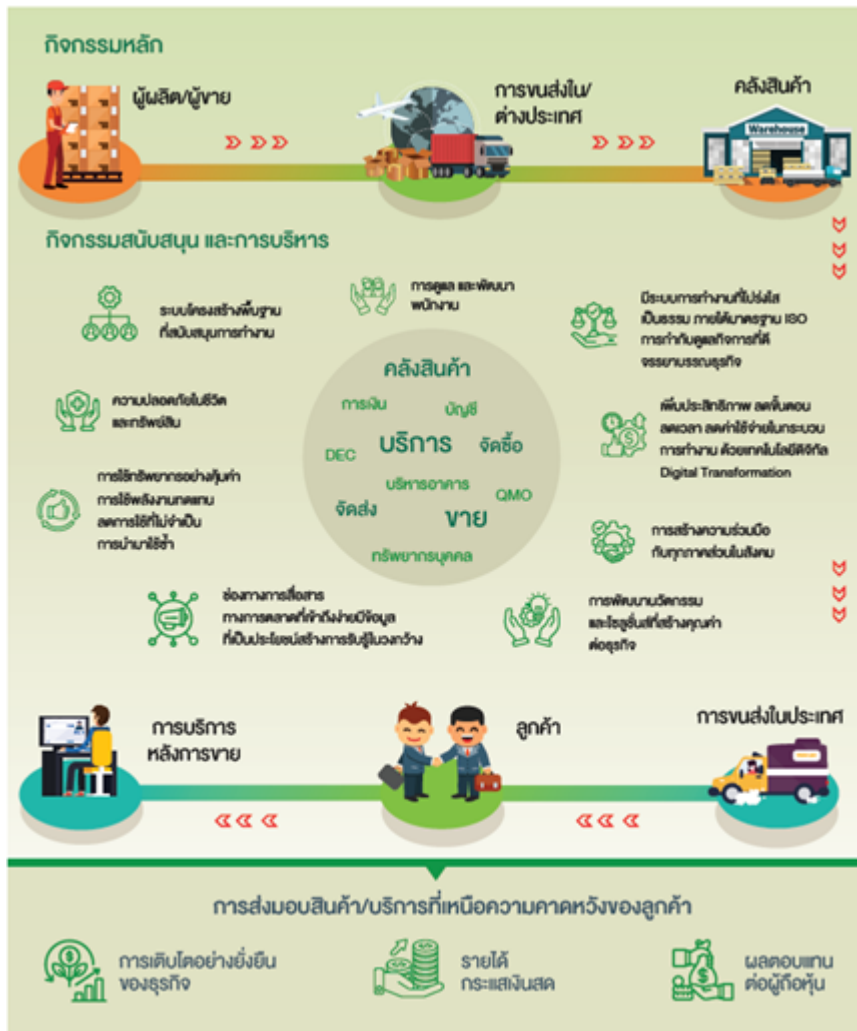 กิจกรรมหลัก
ผู้ผลิต/ผู้ขาย
การขนส่งใน/
ต่างประเทศ
คลังสินค้า
Warehouse
กิจกรรมสนับสนุน และการบริหาร
ระบบโครงสร้างพื้นฐาน
ที่สนับสนุนการทำงาน
การดูแล และพัฒนา
พนักงาน
มีระบบการทำงานที่โปร่งใส
เป็นธรรม ภายใต้มาตรฐาน ISO
การกำกับดูแลกิจการที่ดี
จรรยาบรรณธุรกิจ
ความปลอดภัยในชีวิต
และทรัพย์สิน
คลังสินค้า
การเงิน
บัญชี
DEC
บริการ
จัดซื้อ
บริหารอาคาร
QMO
จัดส่ง
ขาย
ทรัพยากรบุคคล
เพิ่มประสิทธิภาพ ลดขั้นตอน
ลดเวลา ลดค่าใช้จ่ายในกระบวน
การทำงาน ด้วยเทคโนโลยีดิจิทัล
Digital Transformation
การใช้ทรัพยากรอย่างคุ้มค่า
การใช้พลังงานทดแทน
ลดการใช้ที่ไม่จำเป็น
การนำมาใช้ซ้ำ
การสร้างความร่วมมือ
กับทุกภาคส่วนในสังคม
ช่องทางการสื่อสาร
ทางการตลาดที่เข้าถึงง่ายมีข้อมูล
ที่เป็นประโยชน์สร้างการรับรู้ในวงกว้าง
การพัฒนานวัตกรรม
และโซลูชั่นส์ที่สร้างคุณค่า
ต่อธุรกิจ
การบริการ
หลังการขาย
ลูกค้า
การขนส่งในประเทศ
การส่งมอบสินค้า/บริการที่เหนือความคาดหวังของลูกค้า
การเติบโตอย่างยั่งยืน
ของธุรกิจ
รายได้
กระแสเงินสด
ผลตอบแทน
ต่อผู้ถือหุ้น